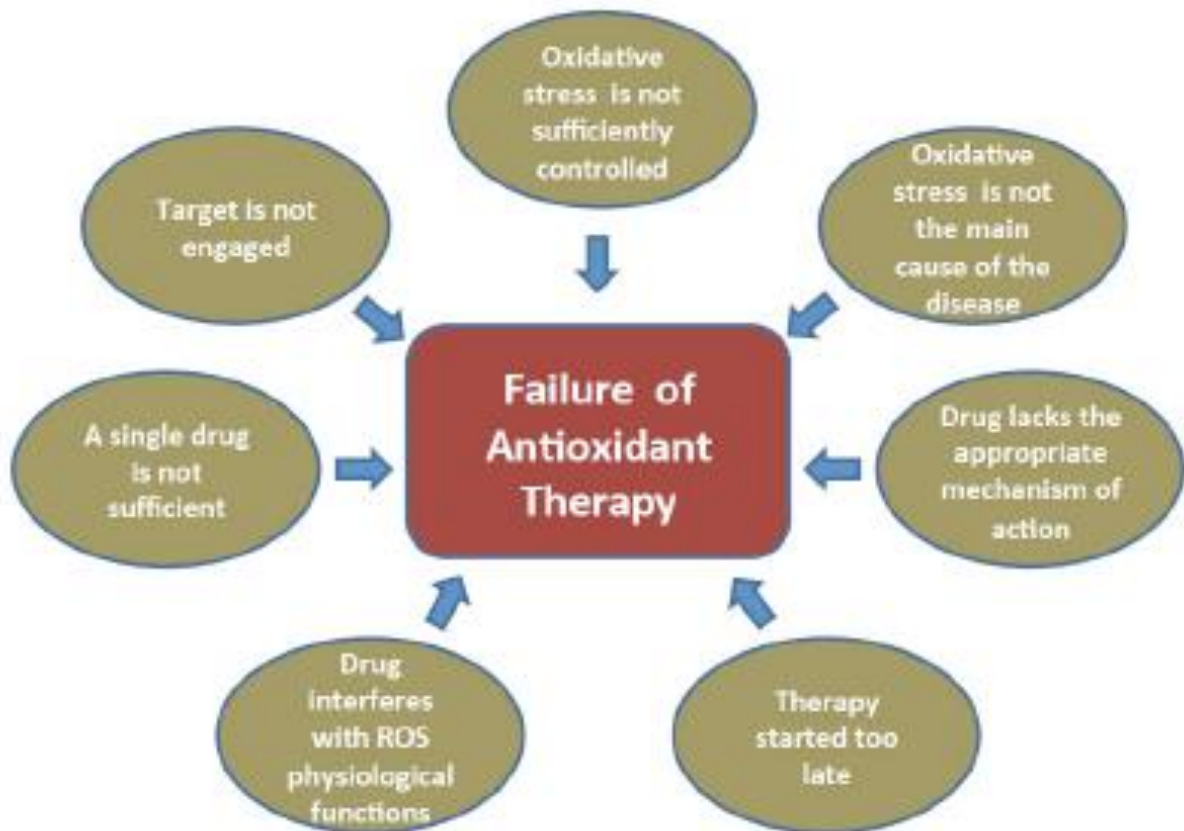 Oxidative
stress is not
sufficiently
controlled
Oxidative
stress is not
the main
cause of the
disease
Target is not
engaged
Failure of
Antioxidant
Therapy
A single drug
is not
sufficient
Drug lacks the
appropriate
mechanism of
action
Drug
interferes
with ROS
physiological
functions
Therapy
started too
late